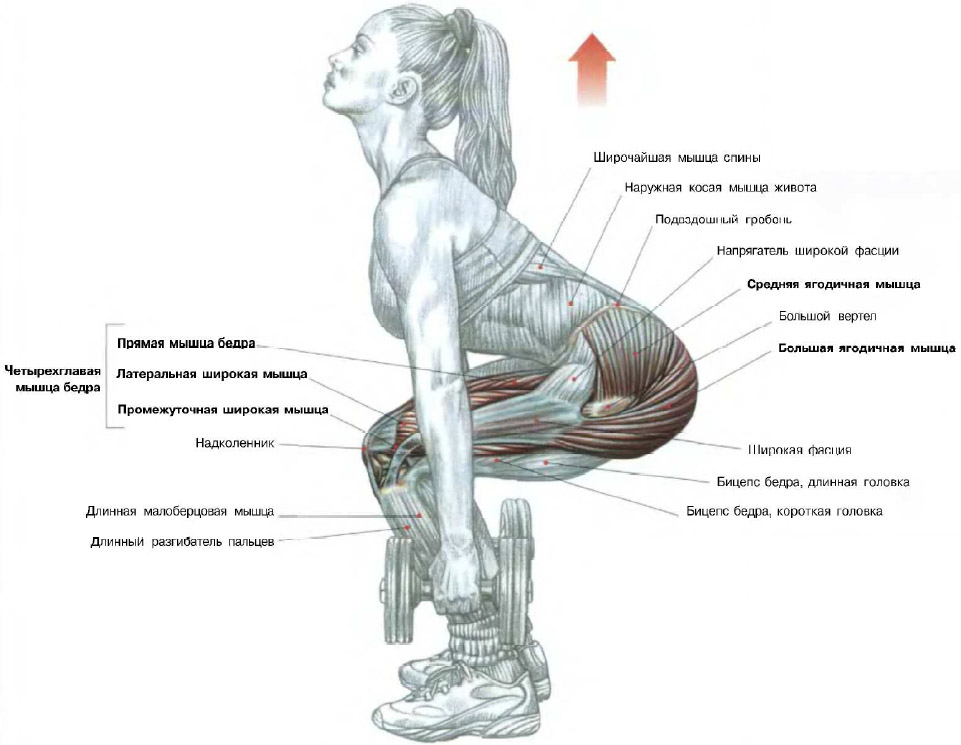 Широчайшая мышца спины
Наружная косая мышца живота
Подвздошный гребень
Напрягатель широкой фасции
Средняя ягодичная мышца
Большой вертел
Большая ягодичная мышца
Широкая фасция
Бицепс бедра, длинная головка
Бицепс бедра, короткая головка
Четырехглавая
мышца бедра
Прямая мышца бедра
Латеральная широкая мышца
Промежуточная широкая мышца
Надколенник
Длинная малоберцовая мышца
Длинный разгибатель пальцев